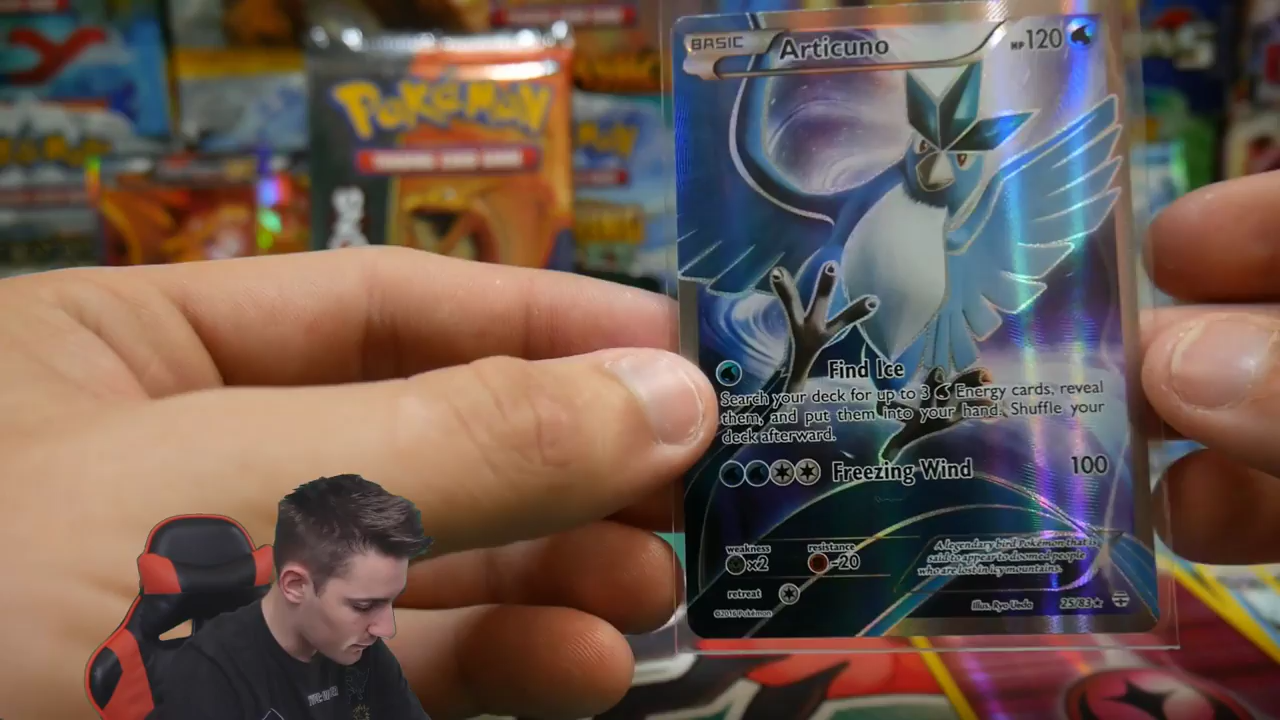 Pokémon
BASIC
Articuno
HP120
Find Ice
Search your deck for up to 3 Energy cards, reveal
them, and put them into your hand. Shuffle your
deck afterward.
Freezing Wind 100
weakness resistance
x2 -20
retreat
A legendary bird Pokémon that is
said to appear to doomed people
who are lost in icy mountains.
©2016 Pokémon
Illus. Ryo Ueda 25/83